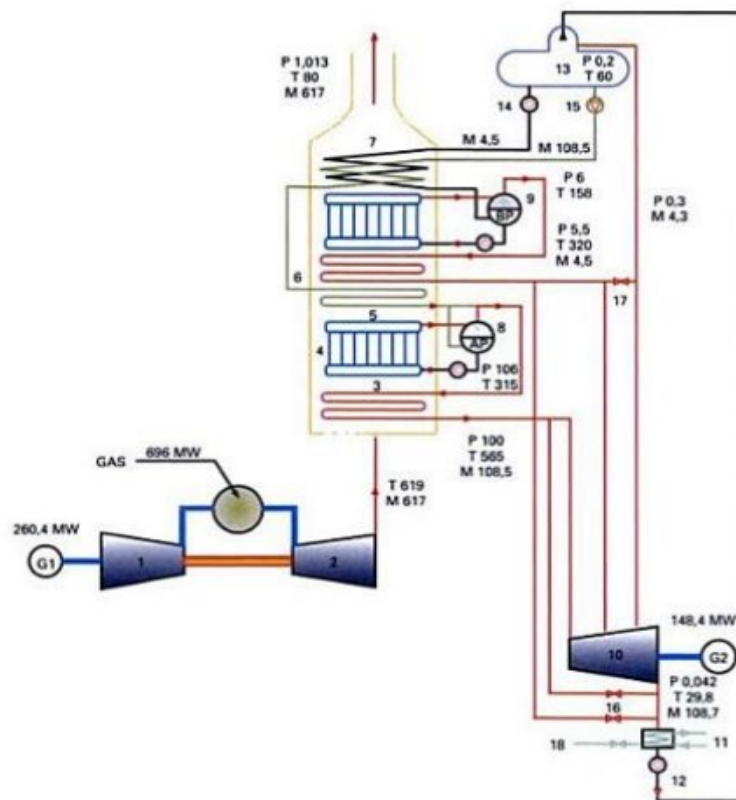 P 1,013
T 80
M 617
13
P 0,2
T 60
14
15
7
M 4,5
M 108,5
P 6
T 158
9
BP
P 5,5
T 320
M 4,5
P 0,3
M 4,3
6
17
5
8
4
AP
P 106
T 315
3
P 100
T 565
M 108,5
GAS
696 MW
T 619
M 617
260,4 MW
G1
1
2
148,4 MW
10
G2
P 0,042
T 29,8
M 108,7
16
18
11
12